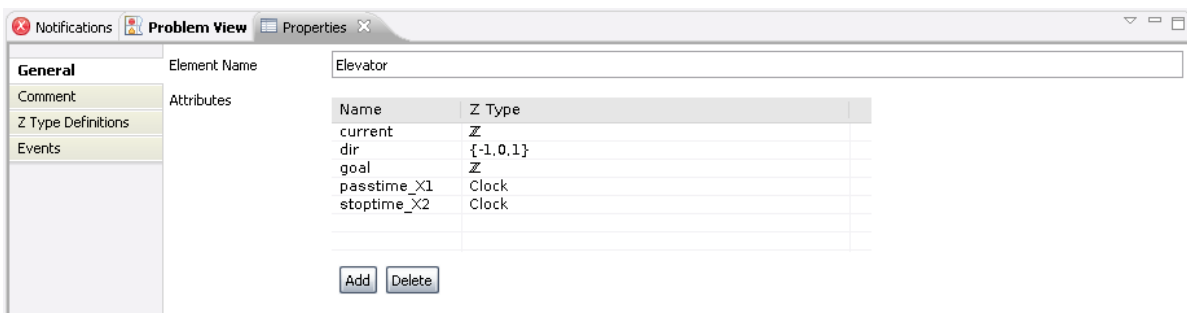 Notifications Problem View Properties
General Element Name Elevator
Comment Attributes
Name Z Type
Z Type Definitions
current ℤ
Events
dir {-1,0,1}
goal ℤ
passtime_X1 Clock
stoptime_X2 Clock
Add Delete